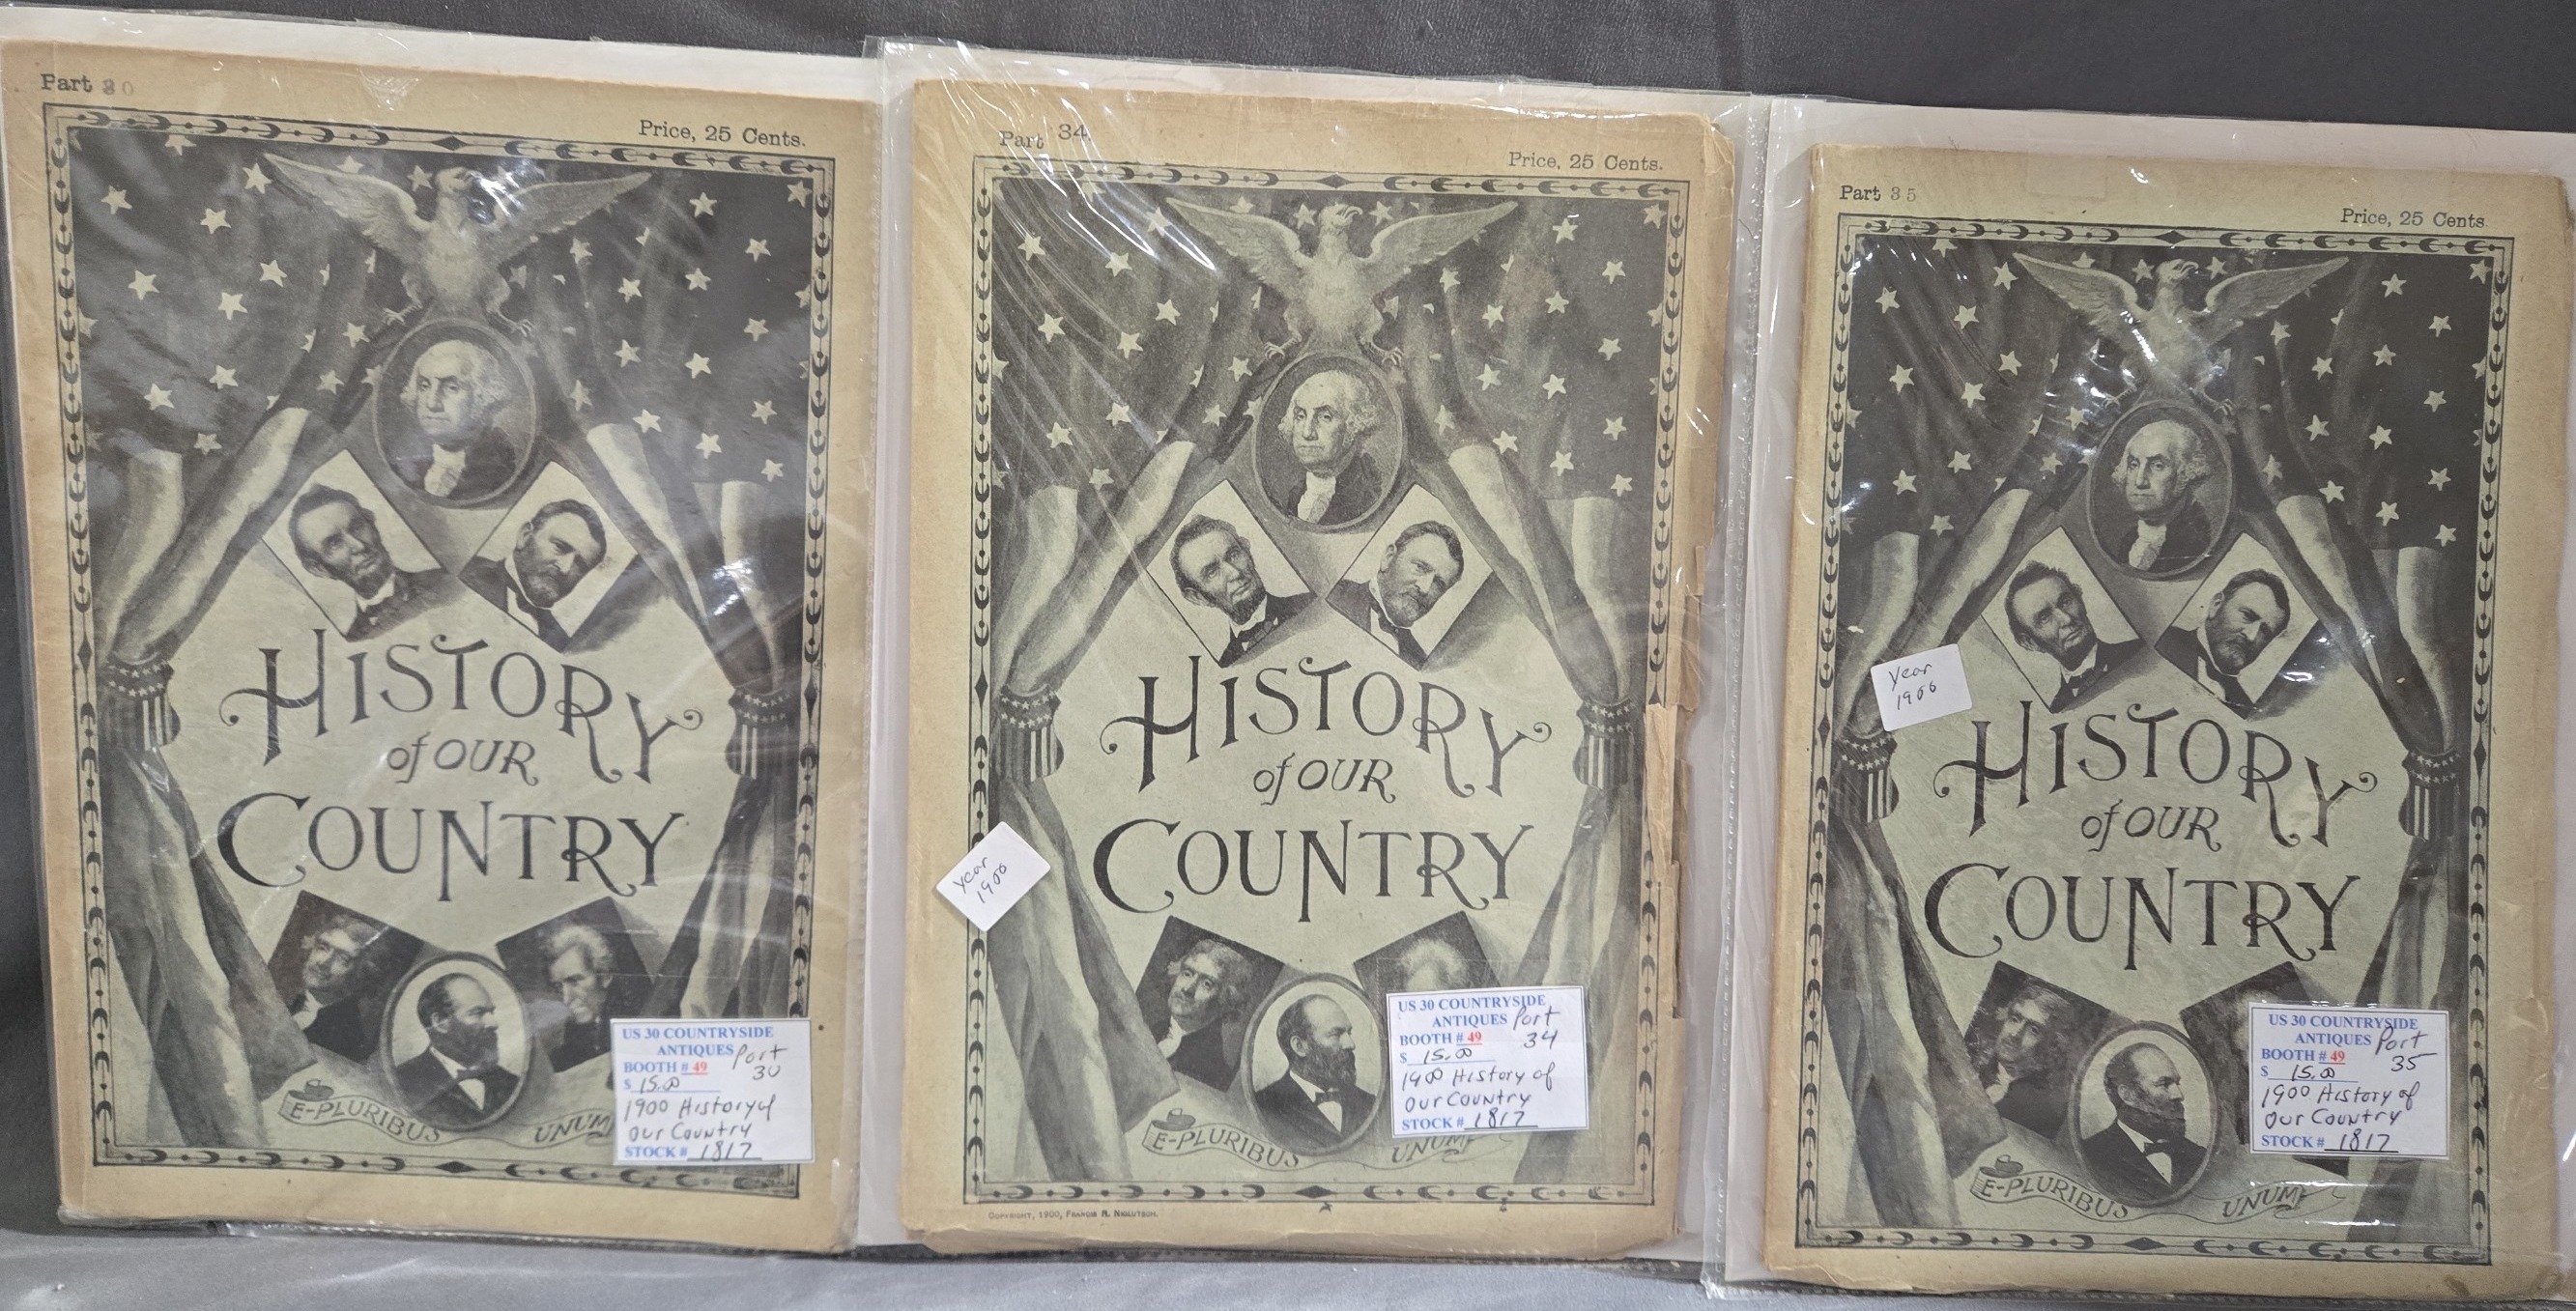 Part 30
Price, 25 Cents.
HISTORY
of OUR
COUNTRY
E-PLURIBUS UNUM
US 30 COUNTRYSIDE
ANTIQUES Part
BOOTH # 49 30
$ 15.00
1900 History of
Our Country
STOCK# 1817
Part 34
Price, 25 Cents.
HISTORY
of OUR
COUNTRY
Year
1900
E-PLURIBUS UNUM
US 30 COUNTRYSIDE
ANTIQUES Part
BOOTH # 49 34
$ 15.00
1900 History of
Our Country
STOCK# 1817
COPYRIGHT, 1900, FRANCIS R. NIGLUTSCH.
Part 35
Price, 25 Cents.
Year
1900
HISTORY
of OUR
COUNTRY
E-PLURIBUS UNUM
US 30 COUNTRYSIDE
ANTIQUES Part
BOOTH # 49 35
$ 15.00
1900 History of
Our Country
STOCK# 1817